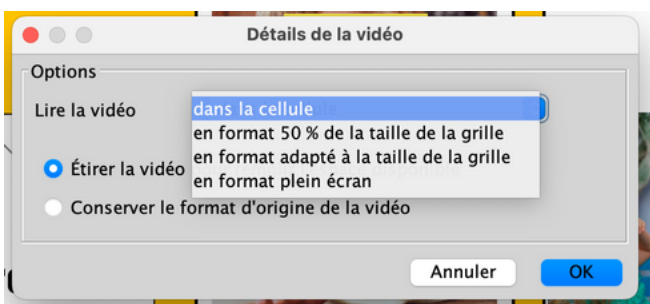 Détails de la vidéo
Options
Lire la vidéo
dans la cellule
en format 50 % de la taille de la grille
en format adapté à la taille de la grille
en format plein écran
Étirer la vidéo
Conserver le format d'origine de la vidéo
Annuler
OK